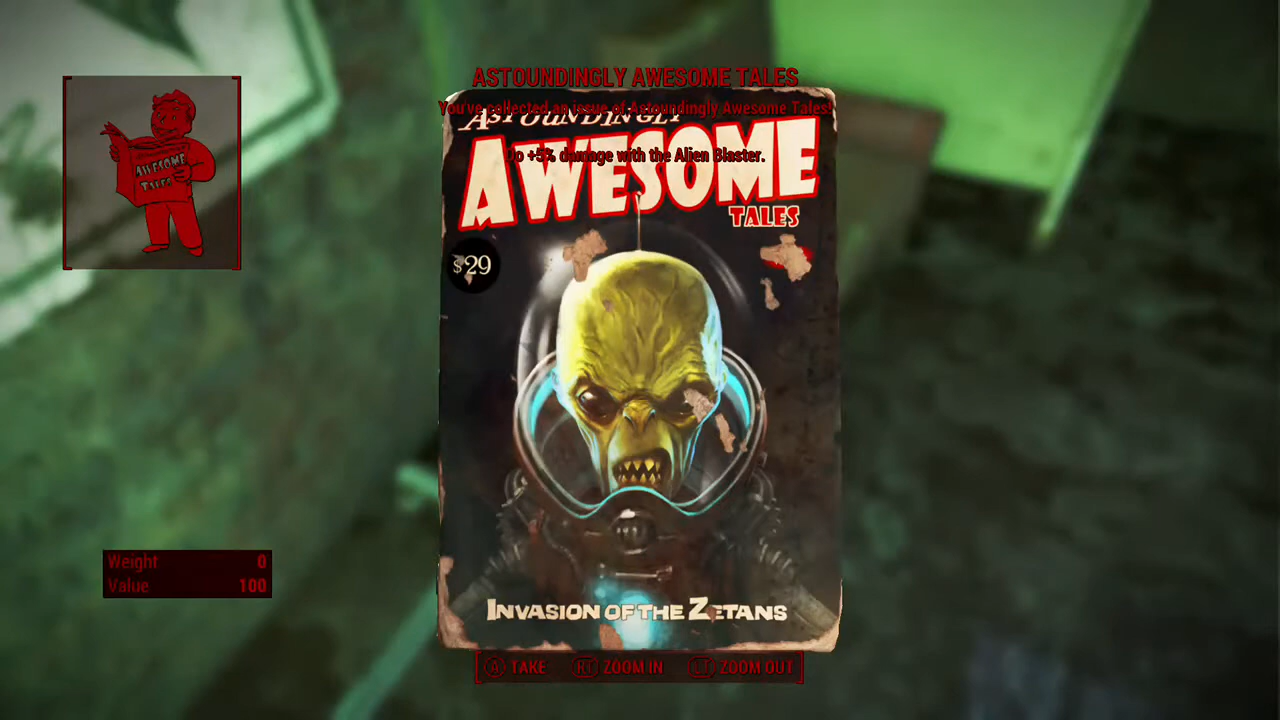 ASTOUNDINGLY AWESOME TALES
You've collected an issue of Astoundingly Awesome Tales!
ASTOUNDINGLY
Do +5% damage with the Alien Blaster.
AWESOME
TALES
AWESOME
TALES
$29
Weight 0
Value 100
INVASION OF THE ZETANS
A TAKE RT ZOOM IN LT ZOOM OUT